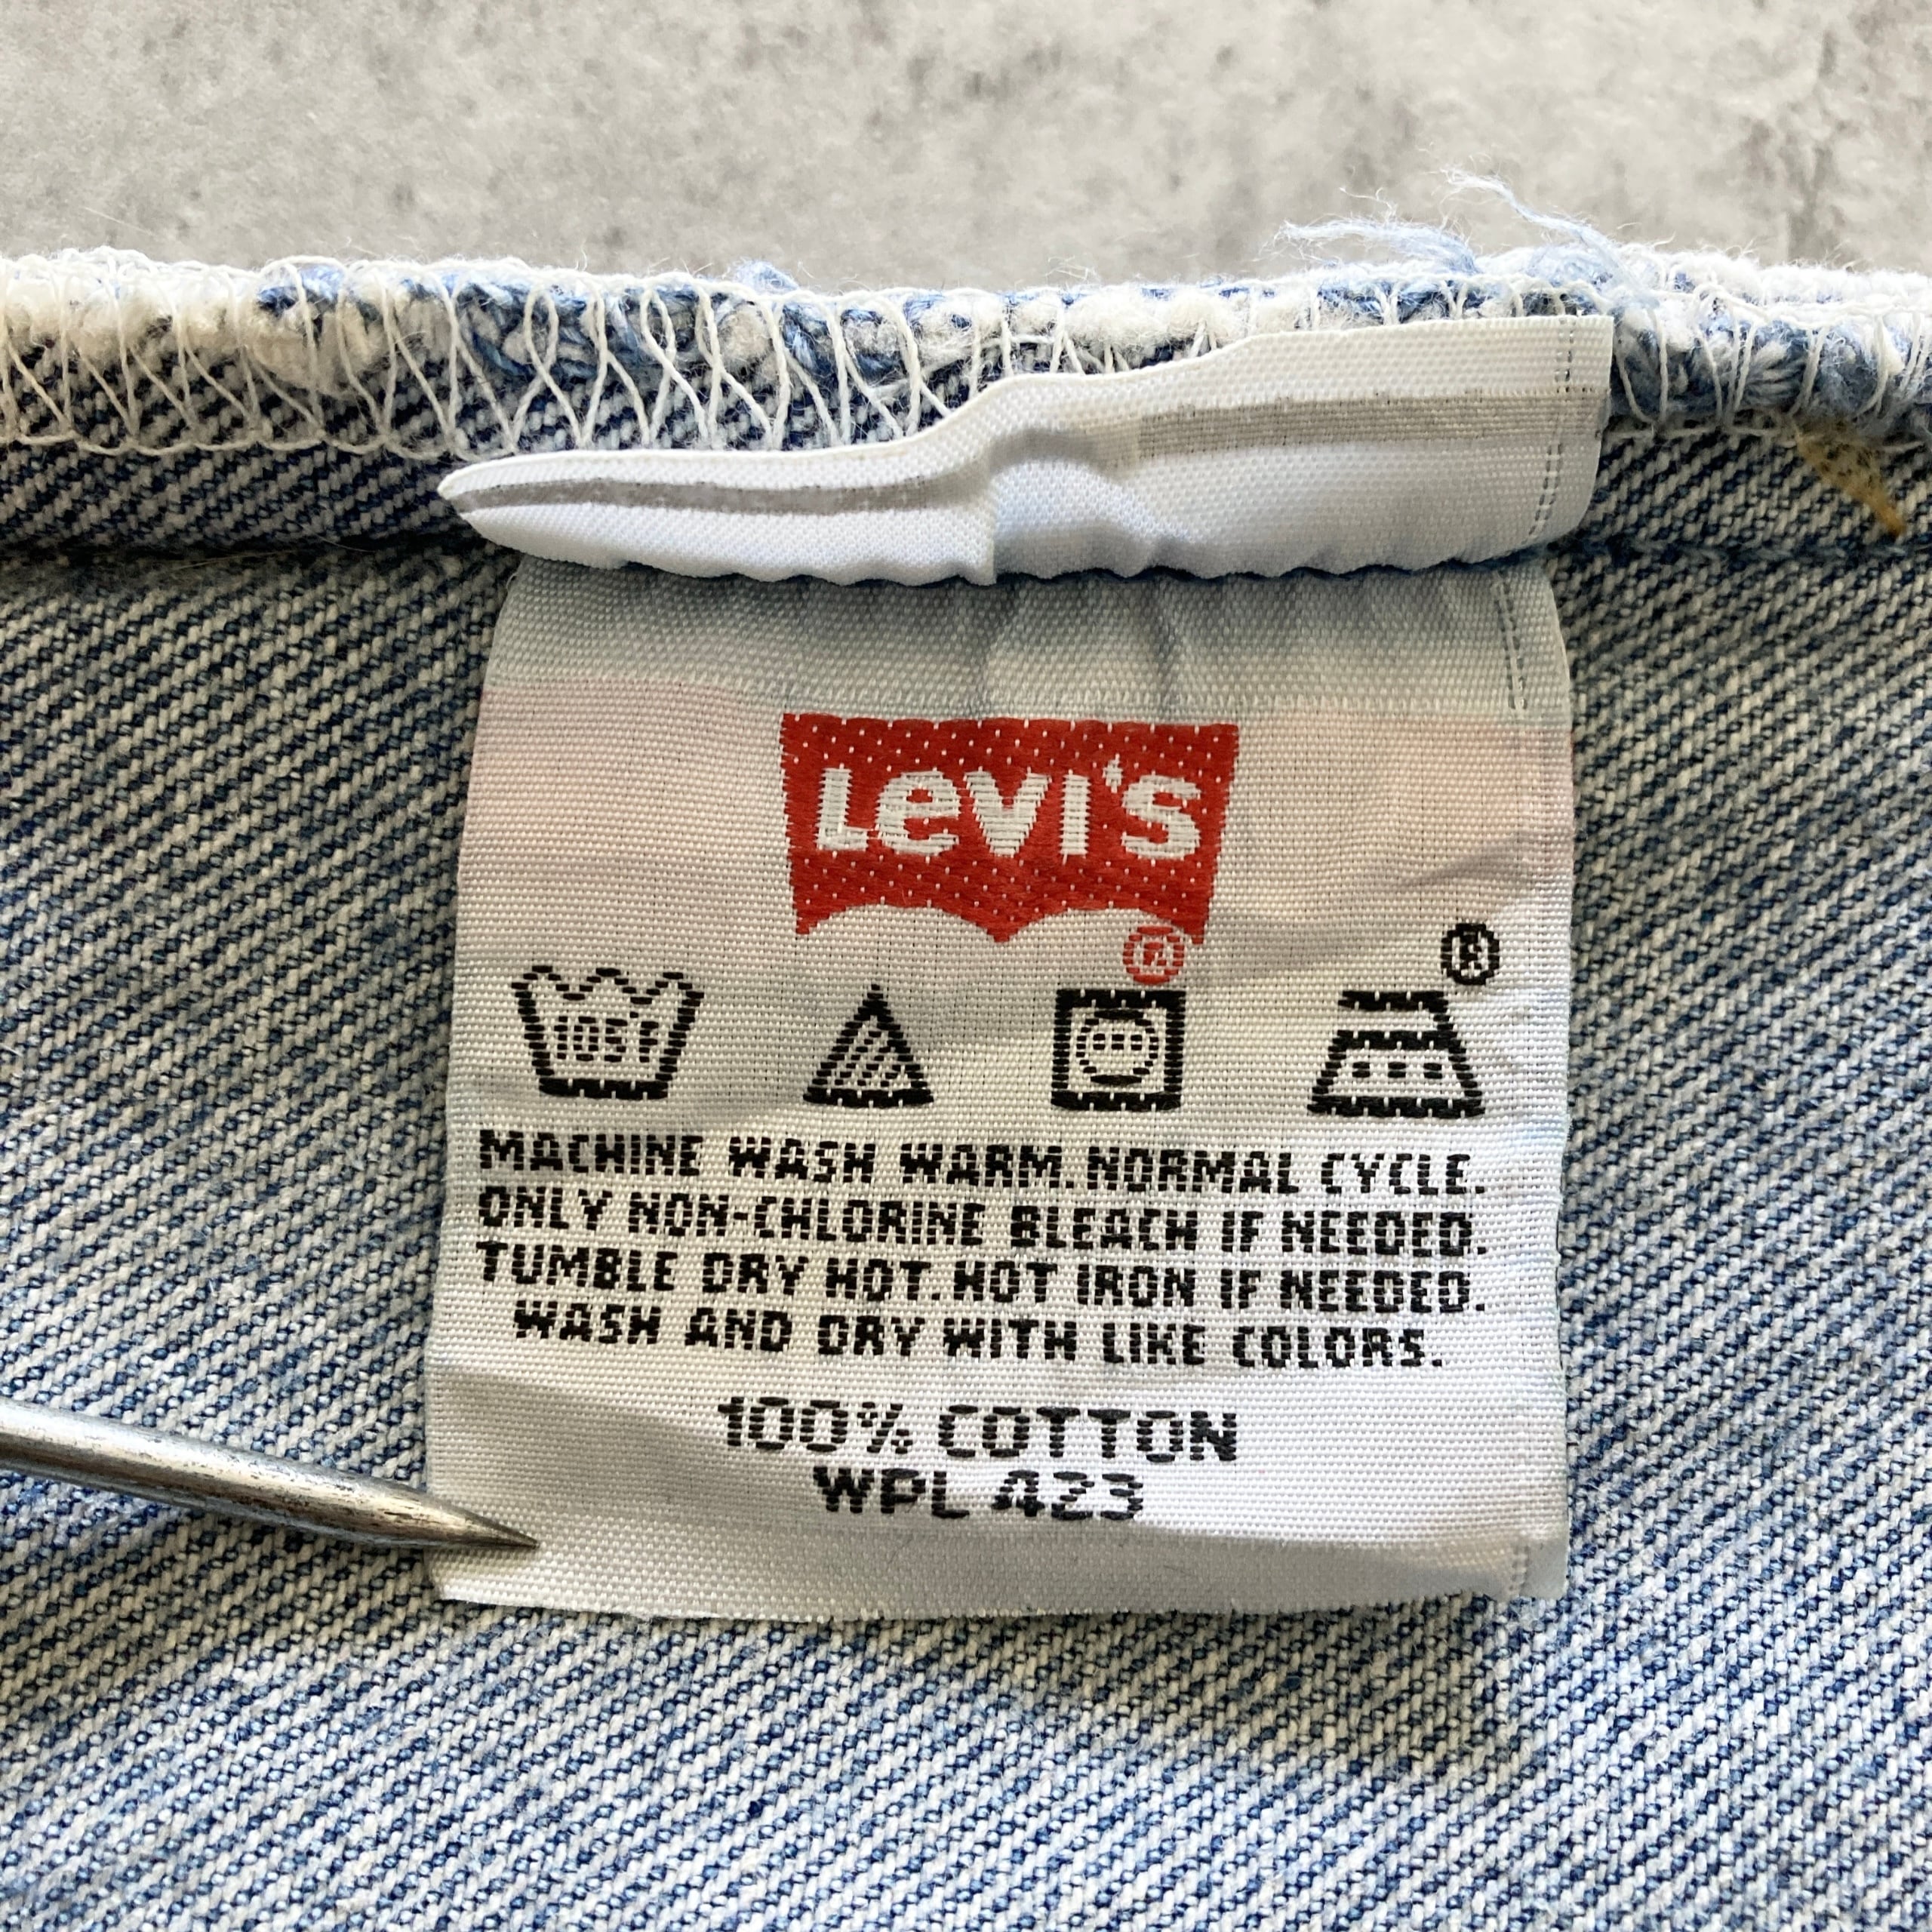 Levi's
®
®
105°F
MACHINE WASH WARM. NORMAL CYCLE.
ONLY NON-CHLORINE BLEACH IF NEEDED.
TUMBLE DRY HOT. HOT IRON IF NEEDED.
WASH AND DRY WITH LIKE COLORS.
100% COTTON
WPL 423